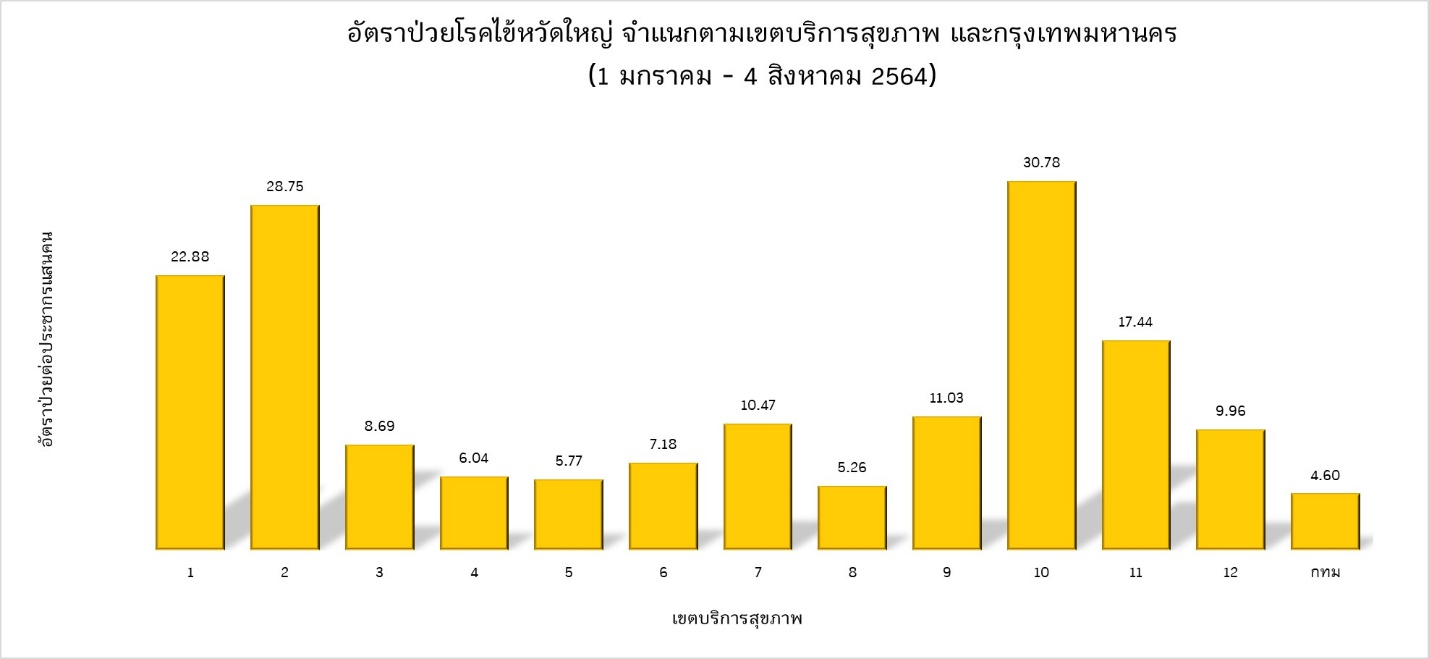 อัตราป่วยโรคไข้หวัดใหญ่ จำแนกตามเขตบริการสุขภาพ และกรุงเทพมหานคร
(1 มกราคม - 4 สิงหาคม 2564)
อัตราป่วยต่อประชากรแสนคน
22.88
28.75
8.69
6.04
5.77
7.18
10.47
5.26
11.03
30.78
17.44
9.96
4.60
1 2 3 4 5 6 7 8 9 10 11 12 กทม
เขตบริการสุขภาพ